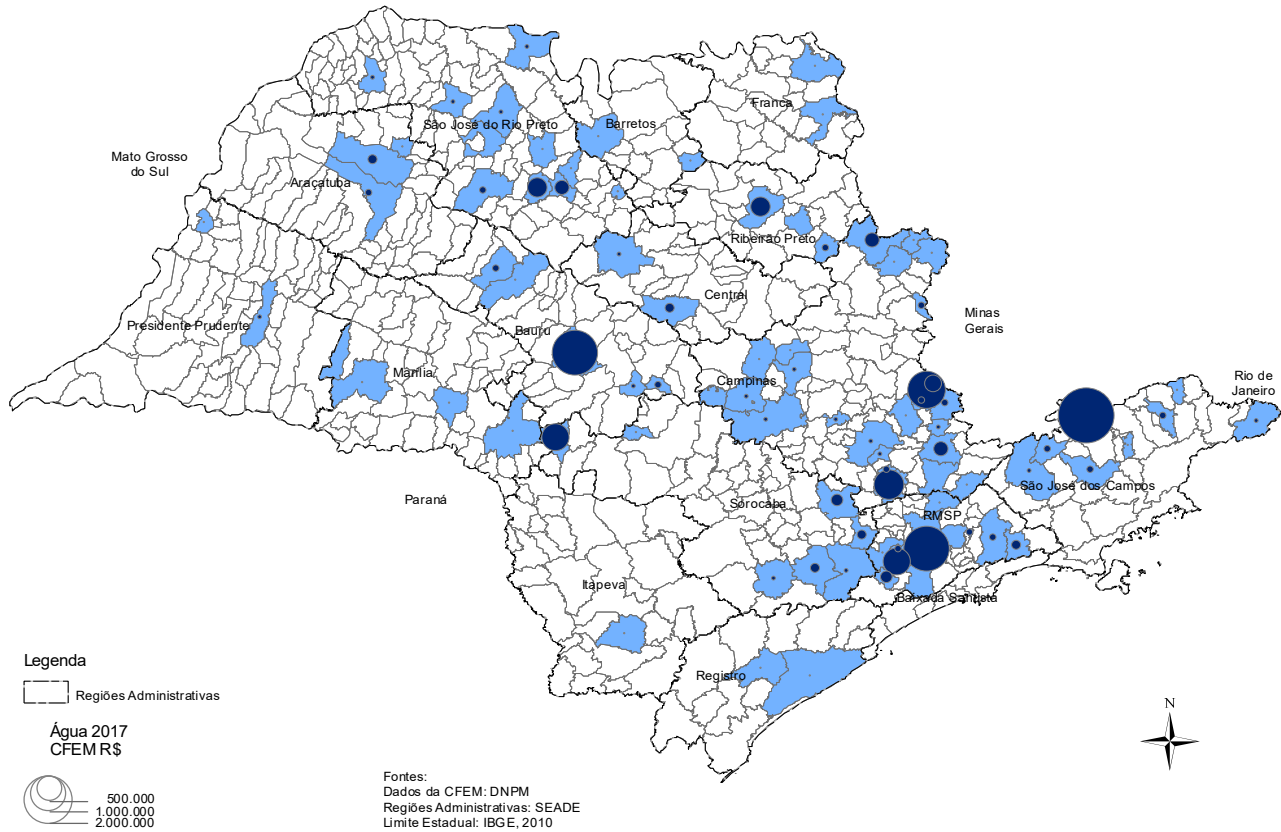 Franca
São José do Rio Preto
Barretos
Mato Grosso
do Sul
Araçatuba
Ribeirão Preto
Central
Minas
Gerais
Presidente Prudente
Bauru
Marília
Campinas
Rio de
Janeiro
São José dos Campos
Paraná
Sorocaba
RMSP
Itapeva
Baixada Santista
Registro
Legenda
Regiões Administrativas
Água 2017
CFEM R$
500.000
1.000.000
2.000.000
Fontes:
Dados da CFEM: DNPM
Regiões Administrativas: SEADE
Limite Estadual: IBGE, 2010
N